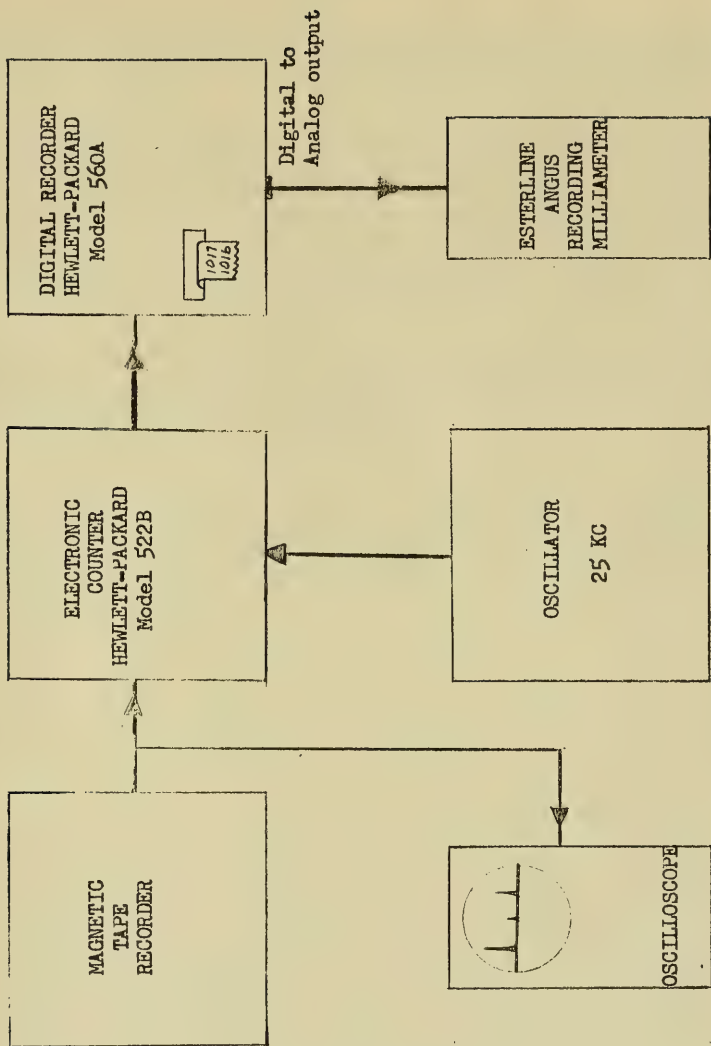 MAGNETIC
TAPE
RECORDER
ELECTRONIC
COUNTER
HEWLETT-PACKARD
Model 522B
DIGITAL RECORDER
HEWLETT-PACKARD
Model 560A
1017
1016
Digital to
Analog output
OSCILLOSCOPE
OSCILLATOR
25 KC
ESTERLINE
ANGUS
RECORDING
MILLIAMETER